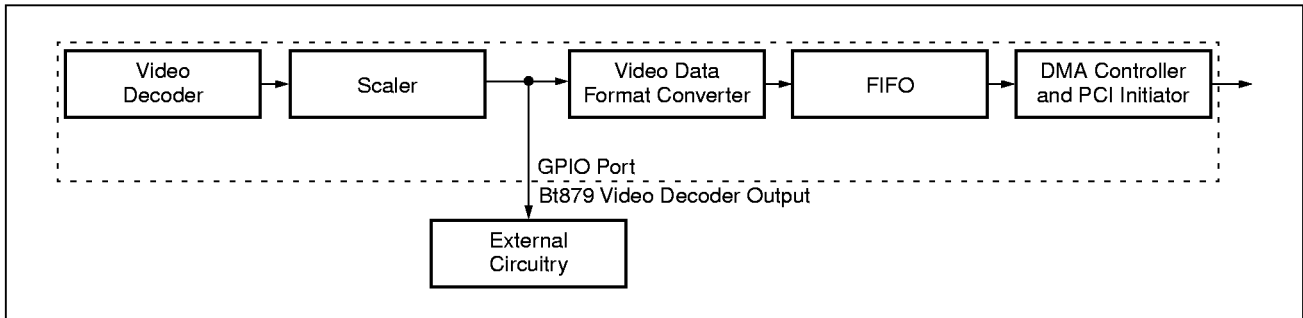 Video
Decoder
Scaler
Video Data
Format Converter
FIFO
DMA Controller
and PCI Initiator
GPIO Port
Bt879 Video Decoder Output
External
Circuitry